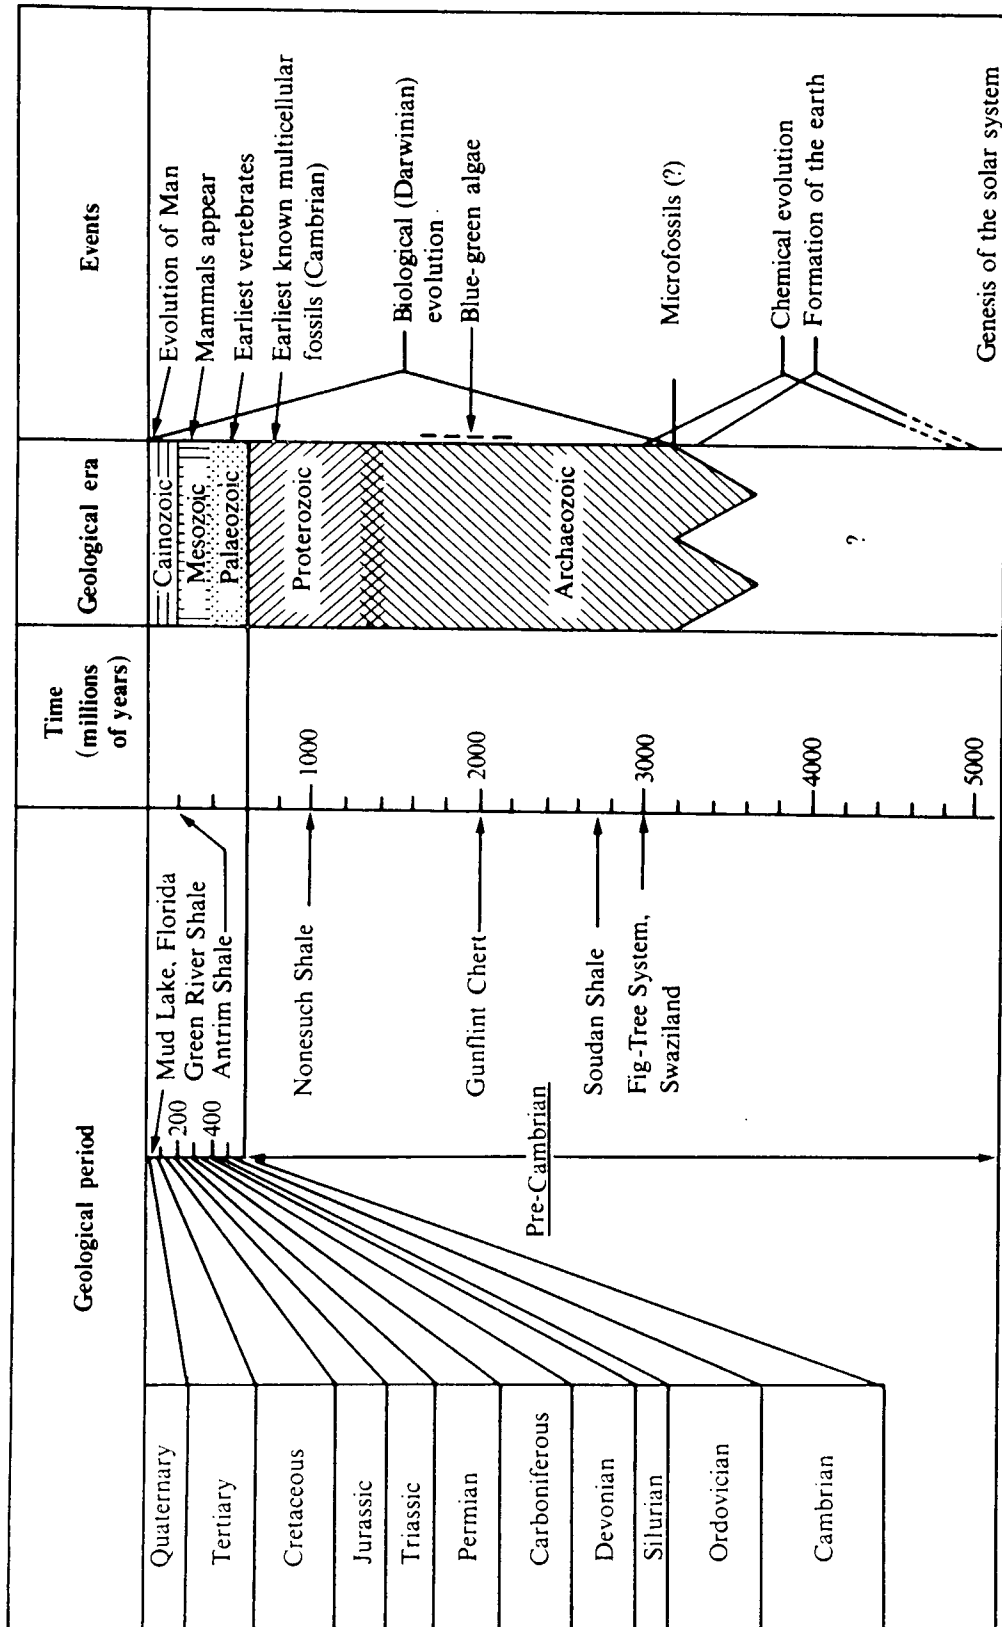 Geological period
Time
(millions
of years)
Geological era
Events
Quaternary
Tertiary
Cretaceous
Jurassic
Triassic
Permian
Carboniferous
Devonian
Silurian
Ordovician
Cambrian
Mud Lake, Florida
Green River Shale
Antrim Shale
200
400
Nonesuch Shale
Gunflint Chert
Soudan Shale
Fig-Tree System,
Swaziland
Pre-Cambrian
1000
2000
3000
4000
5000
Cainozoic
Mesozoic
Palaeozoic
Proterozoic
Archaeozoic
?
Evolution of Man
Mammals appear
Earliest vertebrates
Earliest known multicellular
fossils (Cambrian)
Biological (Darwinian)
evolution
Blue-green algae
Microfossils (?)
Chemical evolution
Formation of the earth
Genesis of the solar system